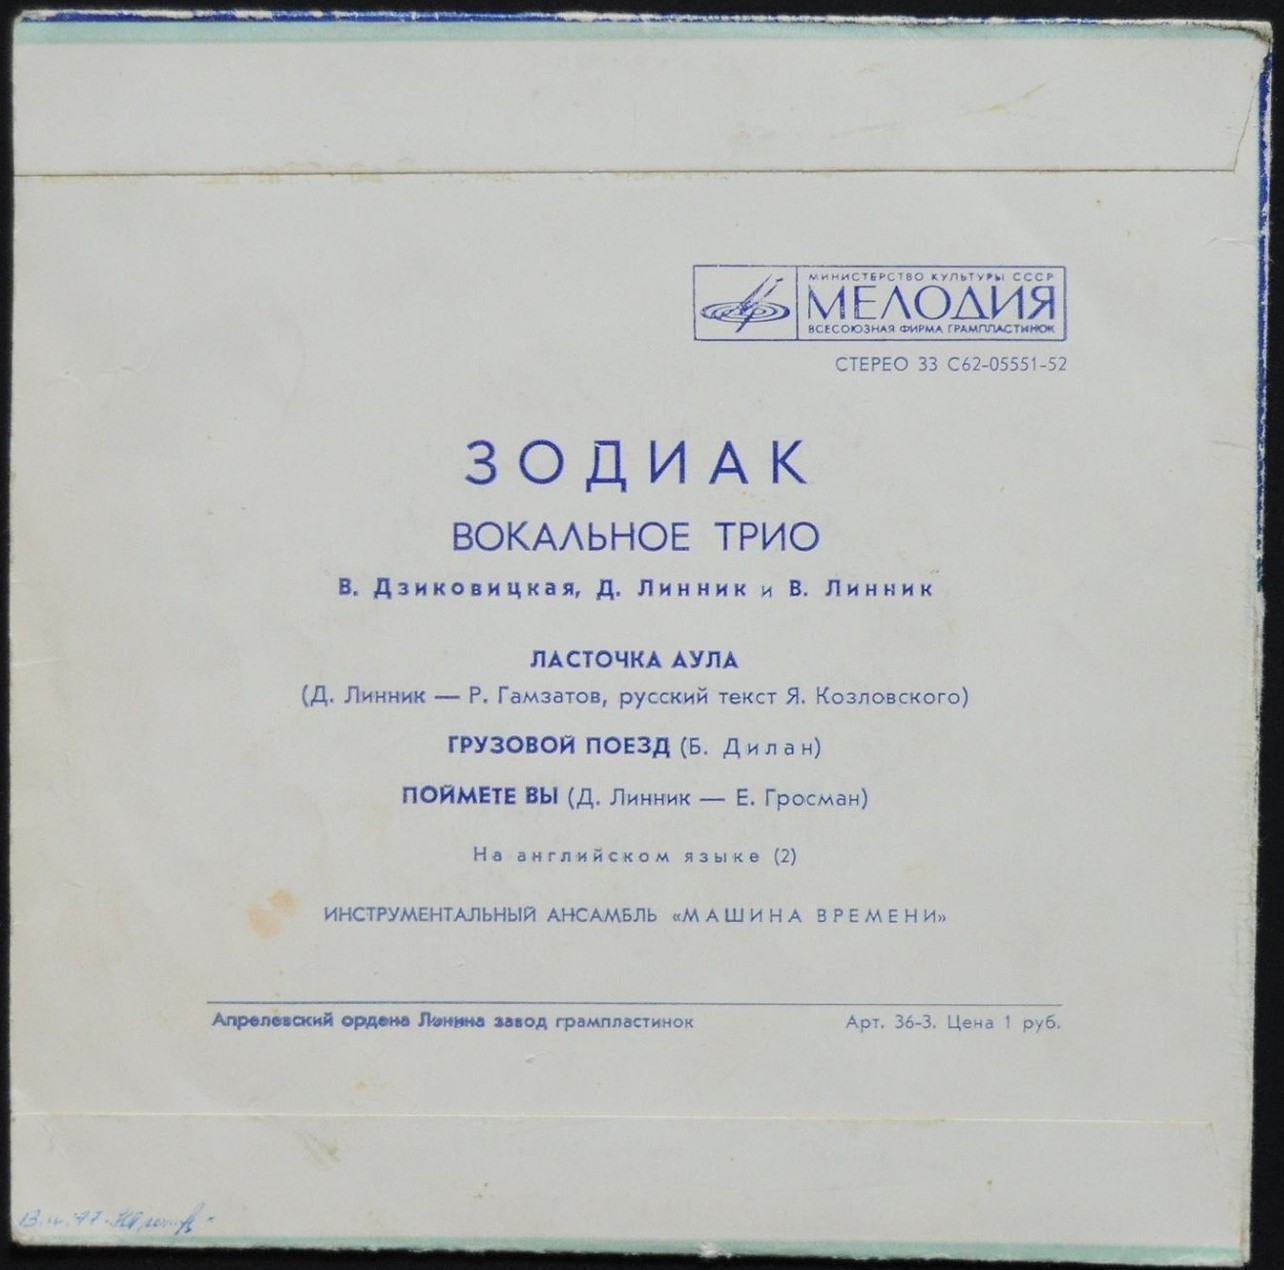 МИНИСТЕРСТВО КУЛЬТУРЫ СССР
МЕЛОДИЯ
ВСЕСОЮЗНАЯ ФИРМА ГРАМПЛАСТИНОК
СТЕРЕО 33 С62-05551-52
ЗОДИАК
ВОКАЛЬНОЕ ТРИО
В. Дзиковицкая, Д. Линник и В. Линник
ЛАСТОЧКА АУЛА
(Д. Линник — Р. Гамзатов, русский текст Я. Козловского)
ГРУЗОВОЙ ПОЕЗД (Б. Дилан)
ПОЙМЕТЕ ВЫ (Д. Линник — Е. Гросман)
На английском языке (2)
ИНСТРУМЕНТАЛЬНЫЙ АНСАМБЛЬ «МАШИНА ВРЕМЕНИ»
Апрелевский ордена Ленина завод грампластинок Арт. 36-3. Цена 1 руб.